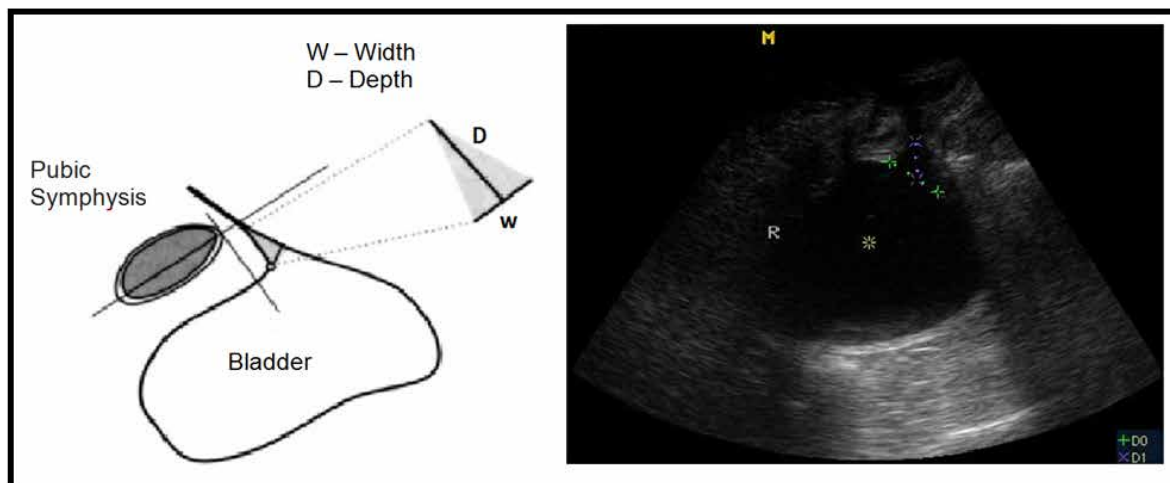 W – Width
D – Depth
Pubic
Symphysis
D
w
Bladder
M
R
+D0
×D1